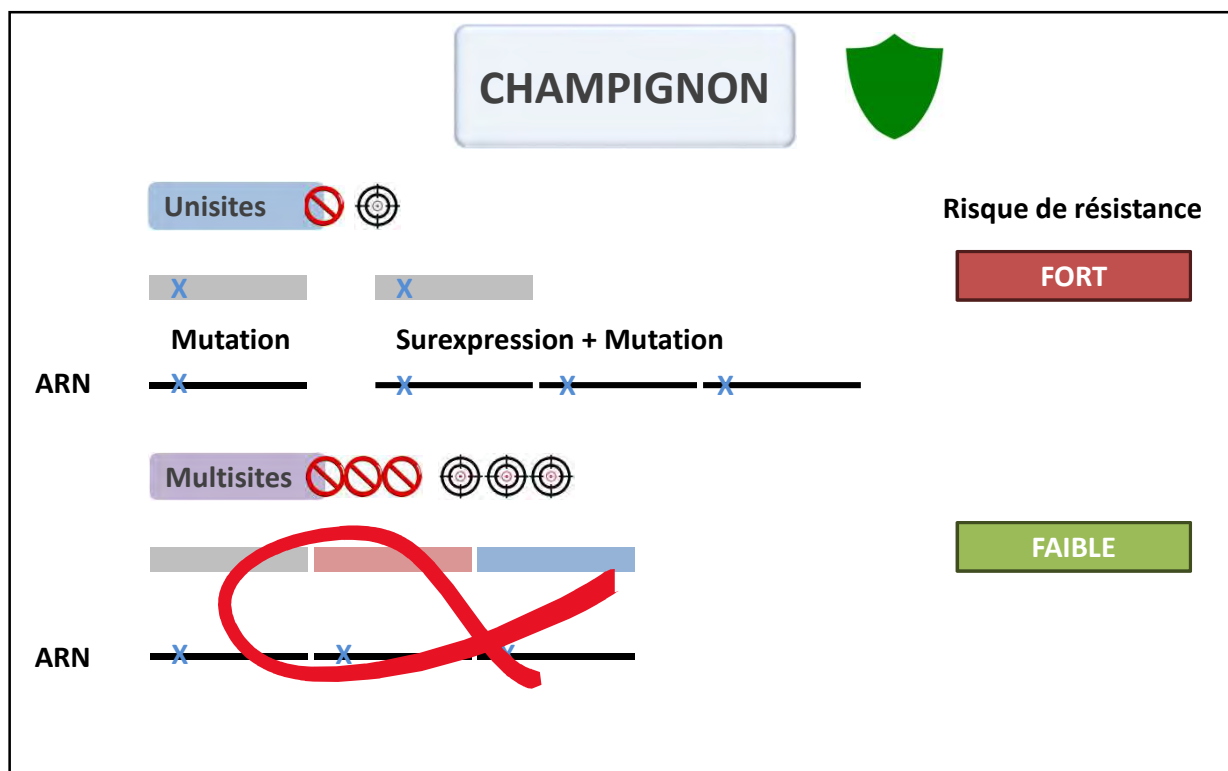 CHAMPIGNON
Unisites
Risque de résistance
FORT
X X
Mutation Surexpression + Mutation
ARN X X X X
Multisites
FAIBLE
ARN X X X